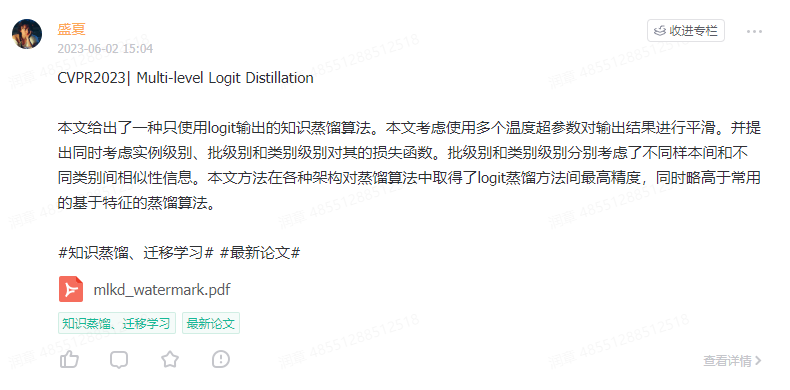 盛夏
收进专栏
2023-06-02 15:04
CVPR2023| Multi-level Logit Distillation
本文给出了一种只使用logit输出的知识蒸馏算法。本文考虑使用多个温度超参数对输出结果进行平滑。并提
出同时考虑实例级别、批级别和类别级别对其的损失函数。批级别和类别级别分别考虑了不同样本间和不
同类别间相似性信息。本文方法在各种架构对蒸馏算法中取得了logit蒸馏方法间最高精度，同时略高于常用
的基于特征的蒸馏算法。
#知识蒸馏、迁移学习# #最新论文#
mlkd_watermark.pdf
知识蒸馏、迁移学习 最新论文
查看详情